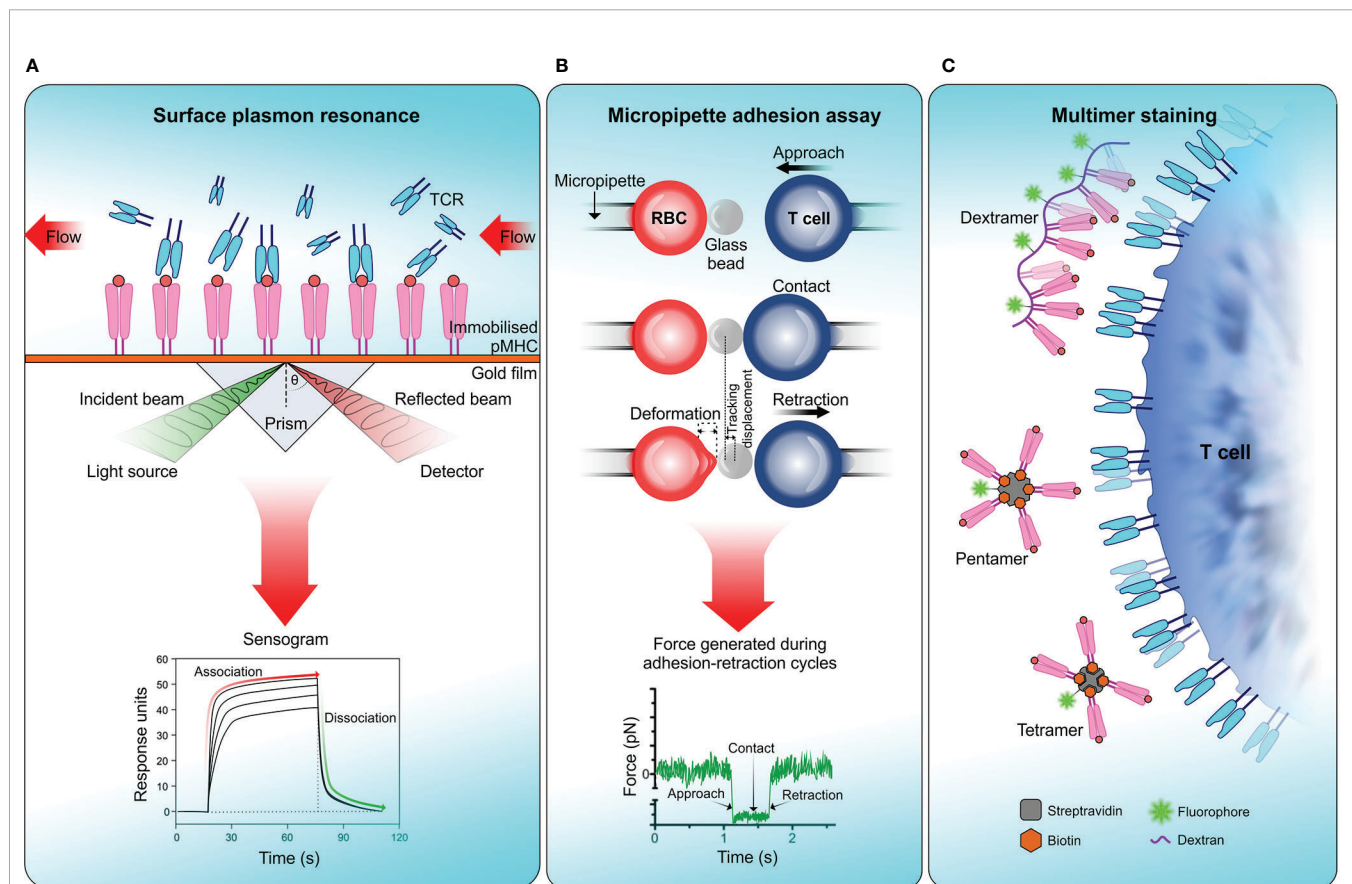 A
Surface plasmon resonance
TCR
Flow
Flow
Immobilised
pMHC
Gold film
θ
Incident beam
Reflected beam
Prism
Light source
Detector
Sensogram
60
50
40
30
20
10
0
Response units
Association
Dissociation
0
30
60
90
120
Time (s)
B
Micropipette adhesion assay
Approach
Micropipette
RBC
T cell
Glass
bead
Contact
Deformation
Tracking
displacement
Retraction
Force generated during
adhesion-retraction cycles
Force (pN)
0
Contact
Approach
Retraction
0
1
2
Time (s)
C
Multimer staining
Dextramer
T cell
Pentamer
Tetramer
Streptravidin
Fluorophore
Biotin
Dextran